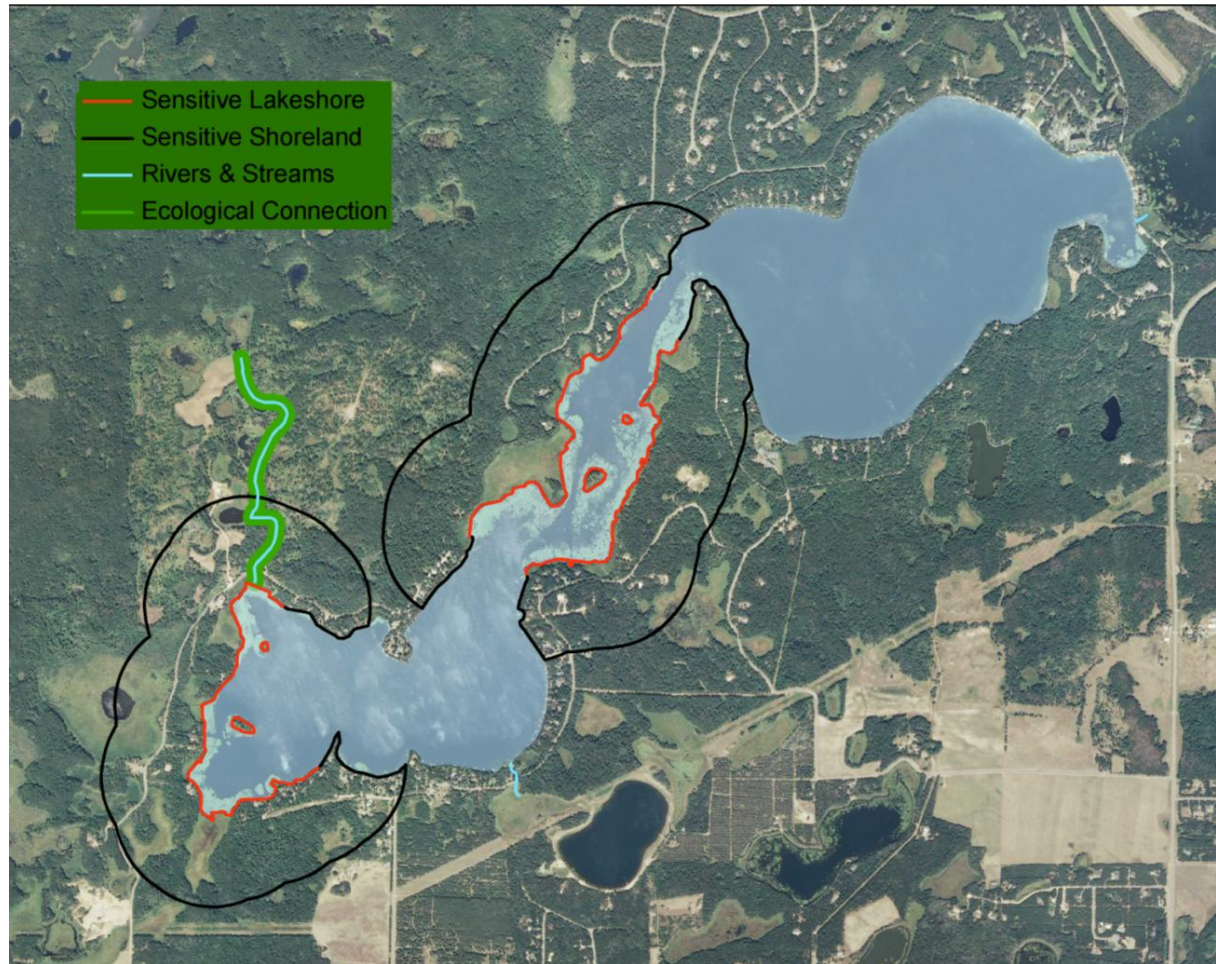 Sensitive Lakeshore
Sensitive Shoreland
Rivers & Streams
Ecological Connection